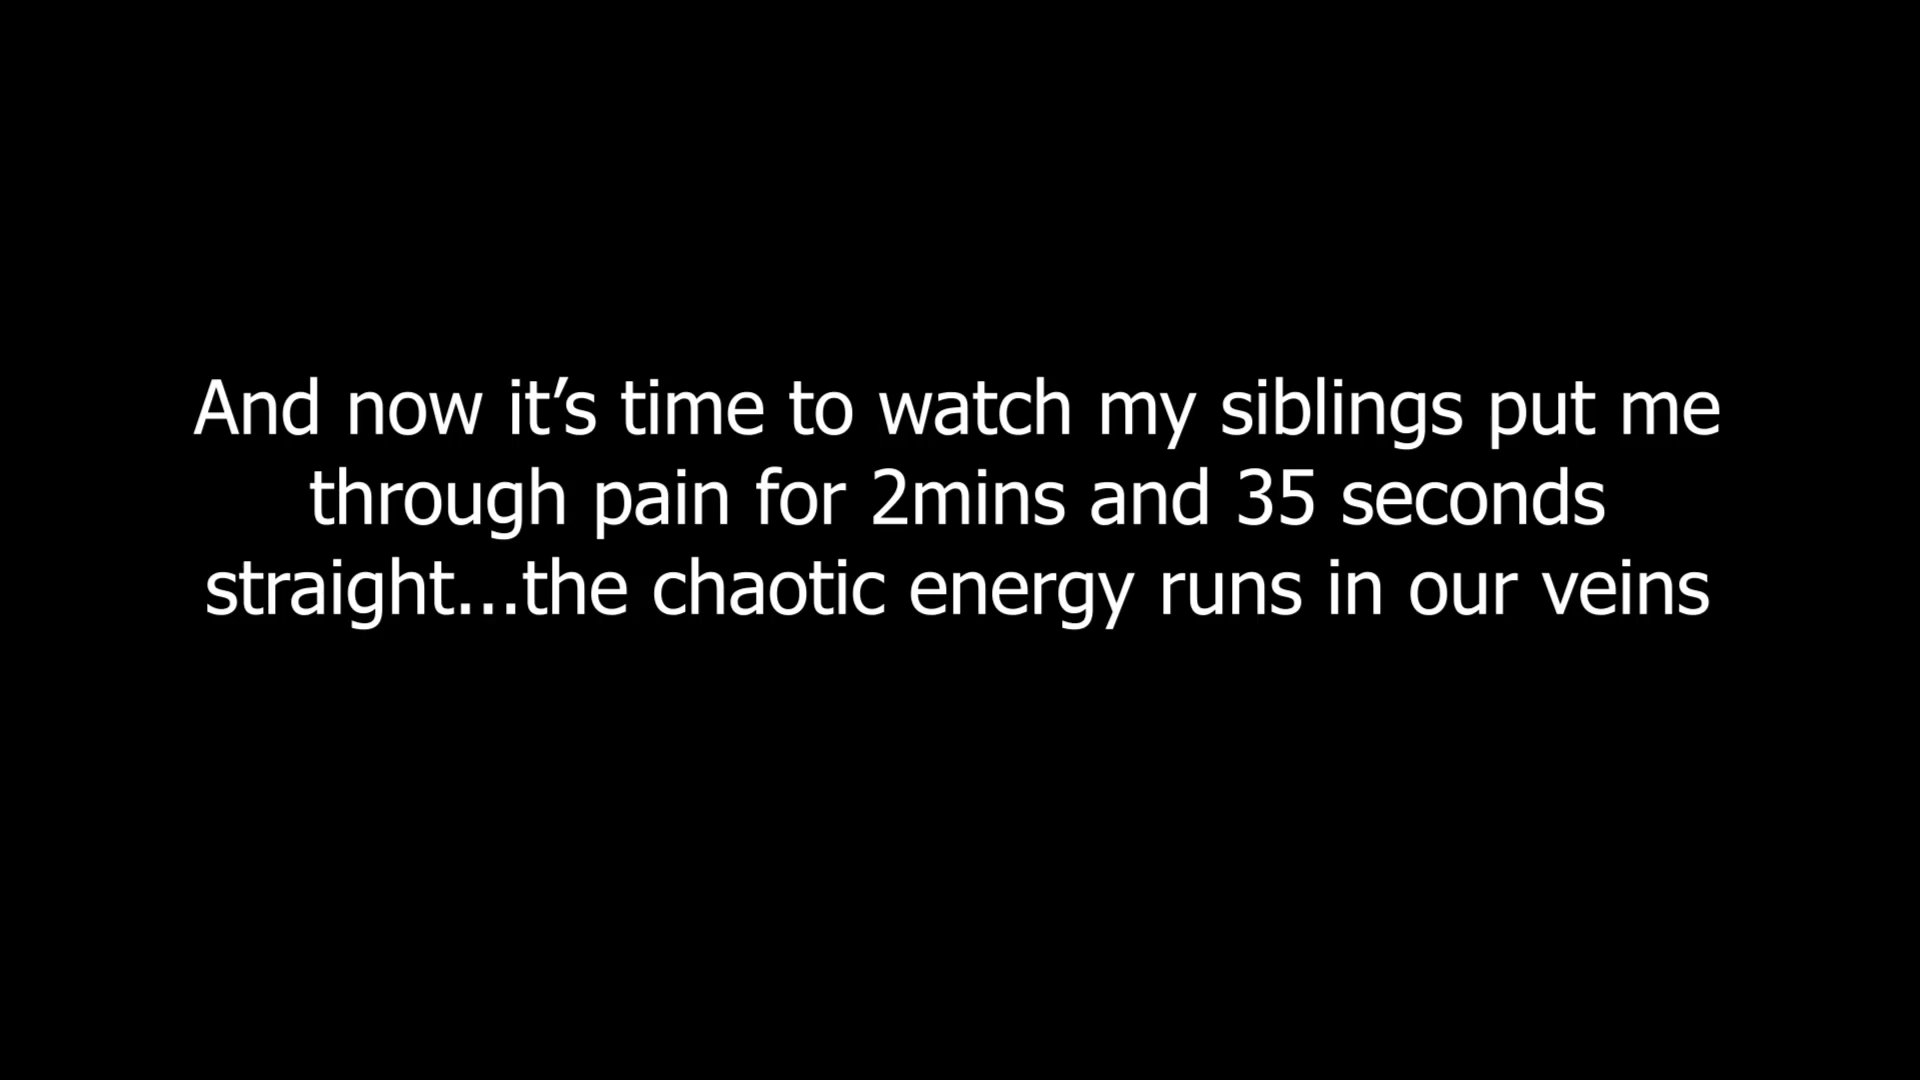 And now it’s time to watch my siblings put me
through pain for 2mins and 35 seconds
straight...the chaotic energy runs in our veins